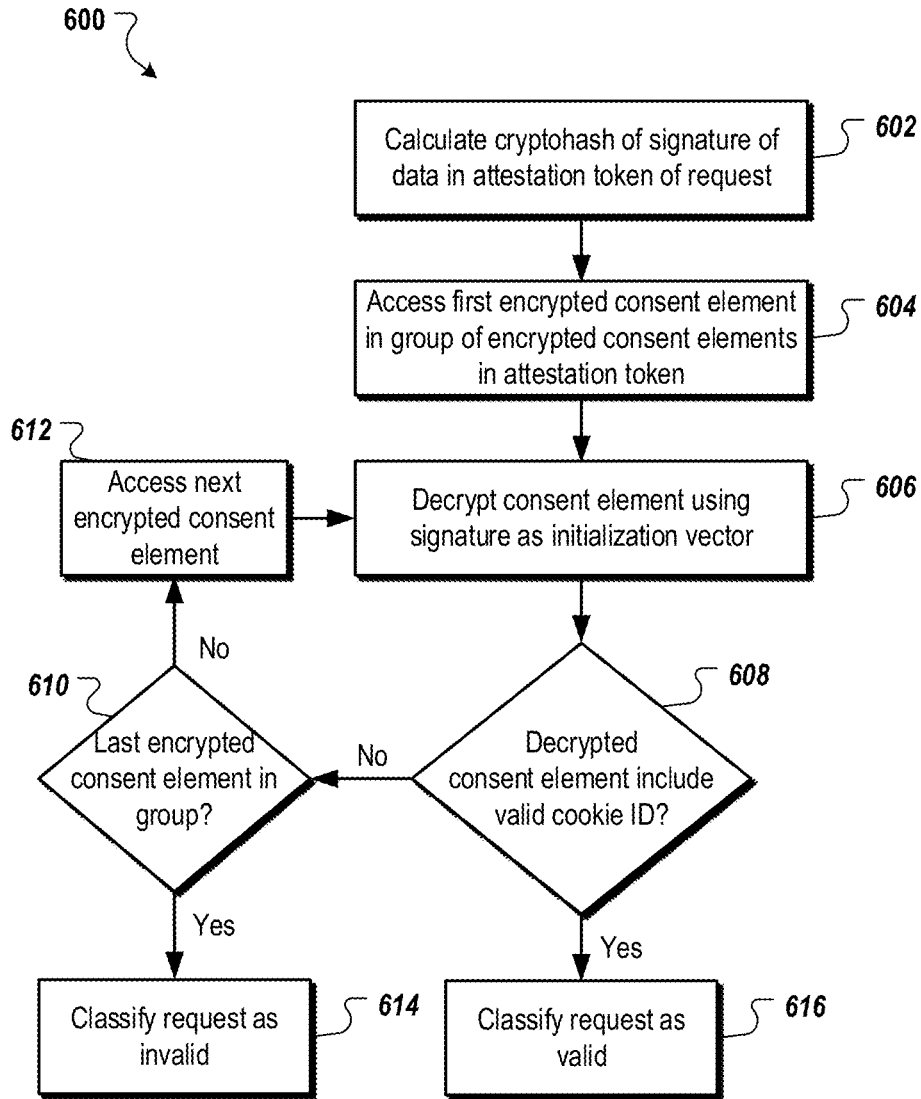 600
Calculate cryptohash of signature of
data in attestation token of request
602
Access first encrypted consent element
in group of encrypted consent elements
in attestation token
604
612
Access next
encrypted consent
element
Decrypt consent element using
signature as initialization vector
606
No
610
Last encrypted
consent element in
group?
No
608
Decrypted
consent element include
valid cookie ID?
Yes
Yes
Classify request as
invalid
614
Classify request as
valid
616